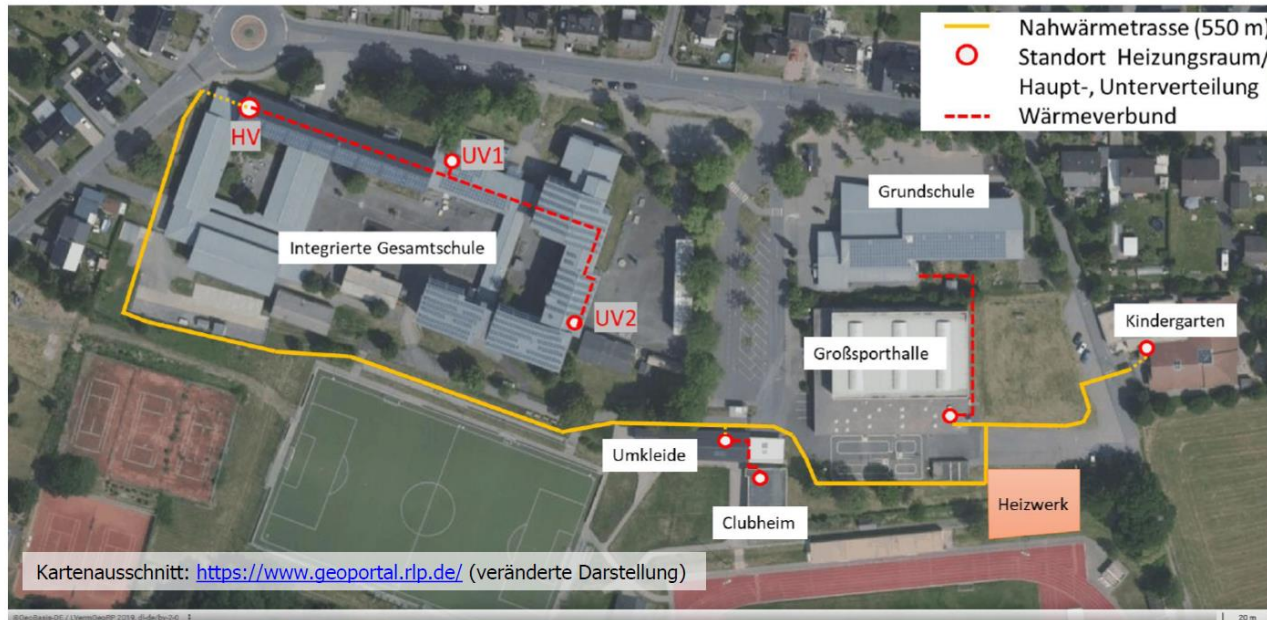 Nahwärmetrasse (550 m)
Standort Heizungsraum/
Haupt-, Unterverteilung
Wärmeverbund
HV
UV1
Grundschule
Integrierte Gesamtschule
UV2
Kindergarten
Großsporthalle
Umkleide
Clubheim
Heizwerk
Kartenausschnitt: https://www.geoportal.rlp.de/ (veränderte Darstellung)
20 m